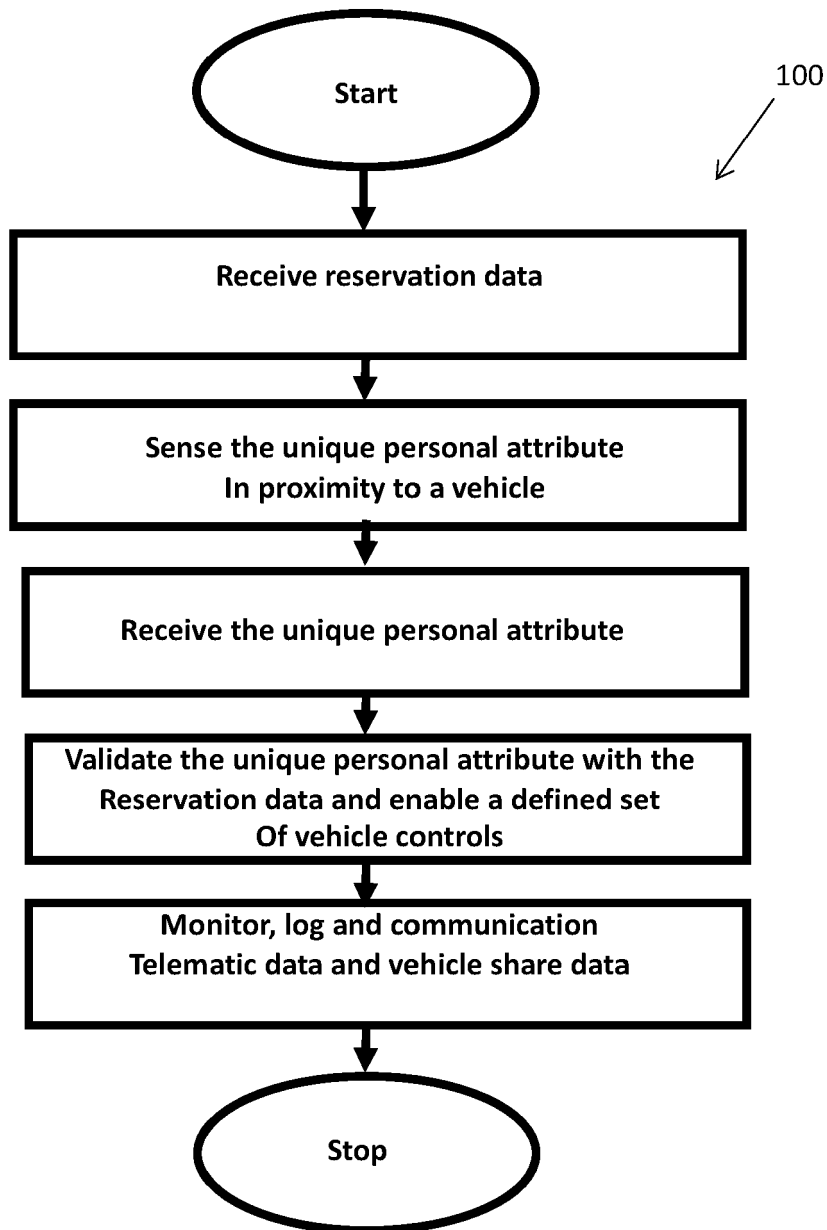 Start
100
Receive reservation data
Sense the unique personal attribute
In proximity to a vehicle
Receive the unique personal attribute
Validate the unique personal attribute with the
Reservation data and enable a defined set
Of vehicle controls
Monitor, log and communication
Telematic data and vehicle share data
Stop